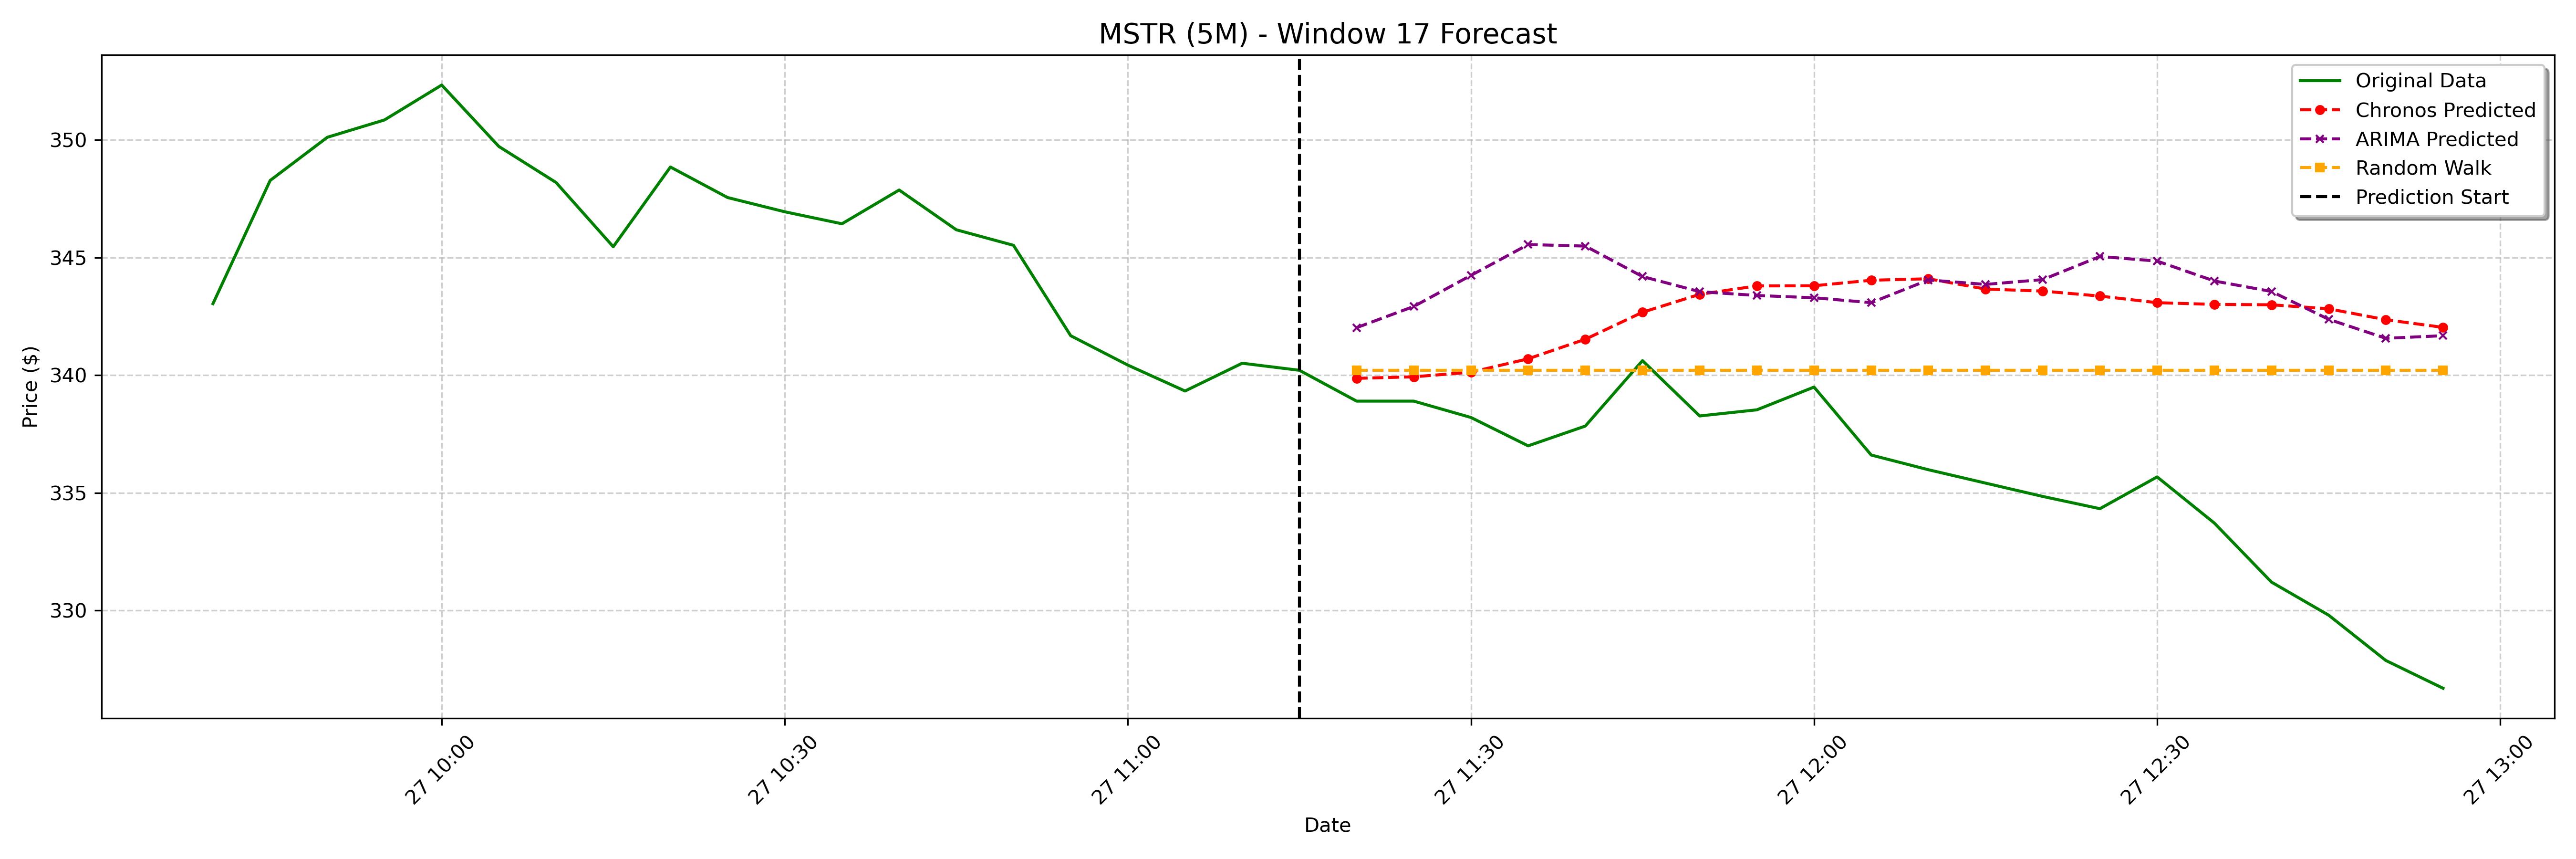 MSTR (5M) - Window 17 Forecast
Price ($)
350
345
340
335
330
Original Data
Chronos Predicted
ARIMA Predicted
Random Walk
Prediction Start
27 10:00
27 10:30
27 11:00
27 11:30
27 12:00
27 12:30
27 13:00
Date